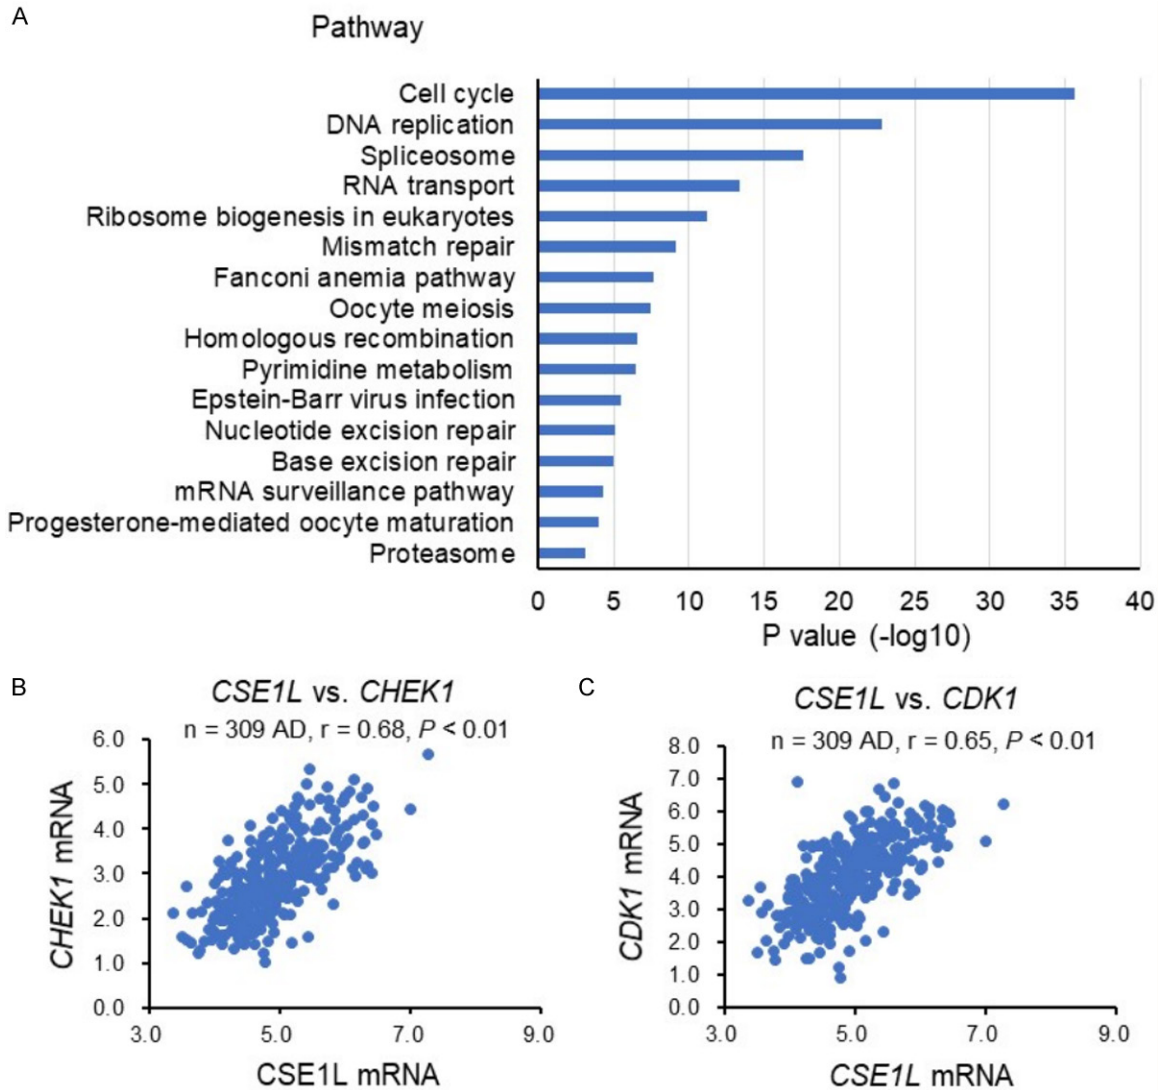 A
Pathway
Cell cycle
DNA replication
Spliceosome
RNA transport
Ribosome biogenesis in eukaryotes
Mismatch repair
Fanconi anemia pathway
Oocyte meiosis
Homologous recombination
Pyrimidine metabolism
Epstein-Barr virus infection
Nucleotide excision repair
Base excision repair
mRNA surveillance pathway
Progesterone-mediated oocyte maturation
Proteasome
0 5 10 15 20 25 30 35 40
P value (-log10)
B
CSE1L vs. CHEK1
n = 309 AD, r = 0.68, P < 0.01
6.0
5.0
4.0
3.0
2.0
1.0
0.0
CHEK1 mRNA
3.0 5.0 7.0 9.0
CSE1L mRNA
C
CSE1L vs. CDK1
n = 309 AD, r = 0.65, P < 0.01
8.0
7.0
6.0
5.0
4.0
3.0
2.0
1.0
0.0
CDK1 mRNA
3.0 5.0 7.0 9.0
CSE1L mRNA